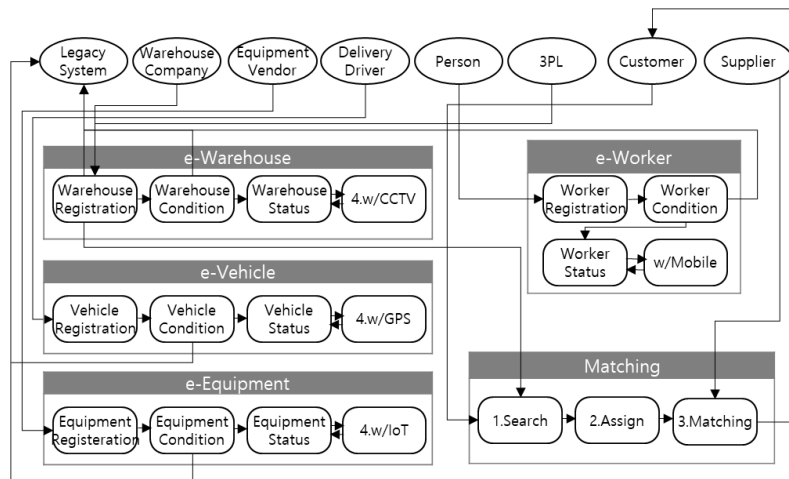 Legacy
System
Warehouse
Company
Equipment
Vendor
Delivery
Driver
Person
3PL
Customer
Supplier
e-Warehouse
Warehouse
Registration
Warehouse
Condition
Warehouse
Status
4.w/CCTV
e-Worker
Worker
Registration
Worker
Condition
Worker
Status
w/Mobile
e-Vehicle
Vehicle
Registration
Vehicle
Condition
Vehicle
Status
4.w/GPS
e-Equipment
Equipment
Registeration
Equipment
Condition
Equipment
Status
4.w/IoT
Matching
1.Search
2.Assign
3.Matching